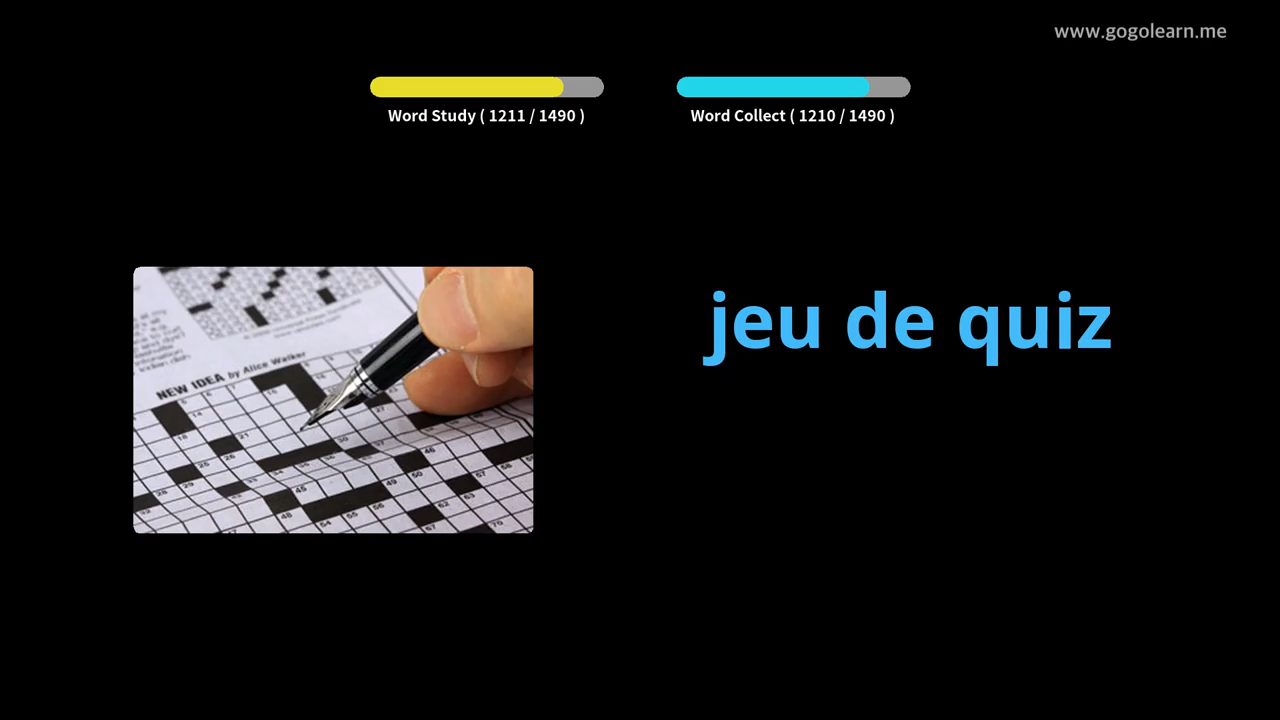 www.gogolearn.me
Word Study ( 1211 / 1490 )
Word Collect ( 1210 / 1490 )
jeu de quiz
NEW IDEA by Alice Walker